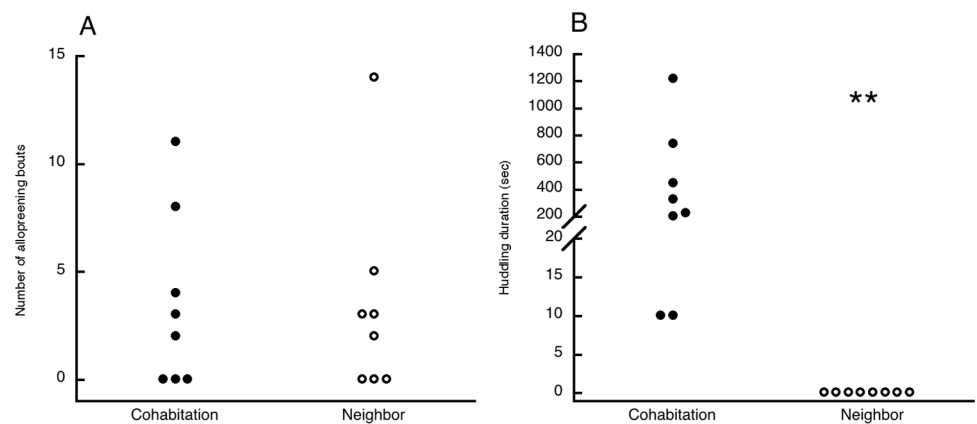 A
Number of allopreening bouts
15
10
5
0
Cohabitation
Neighbor
B
Huddling duration (sec)
1400
1200
1000
800
600
400
200
20
15
10
5
0
**
Cohabitation
Neighbor